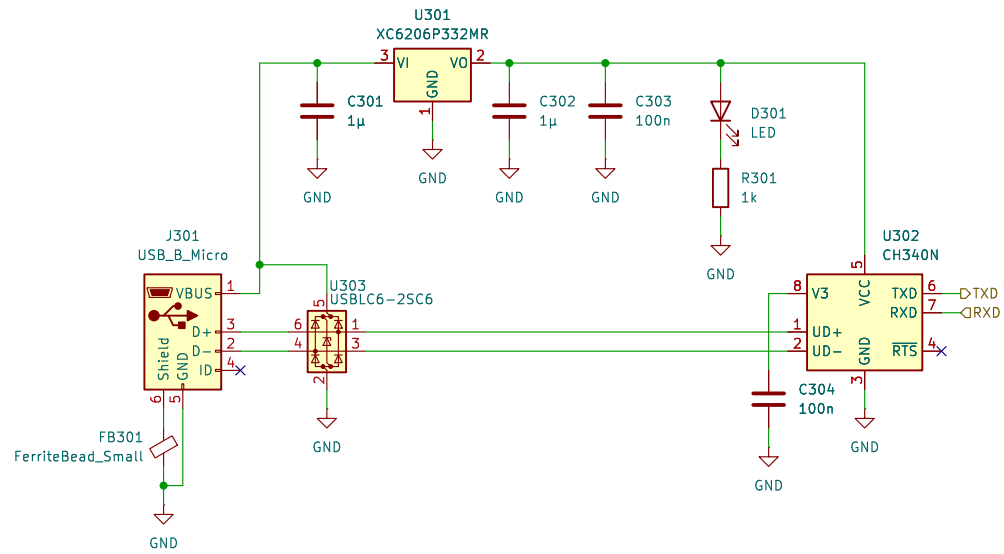 U301
XC6206P332MR
3
VI
VO
2
GND
1
GND
C301
1µ
GND
C302
1µ
GND
C303
100n
GND
D301
LED
R301
1k
GND
J301
USB_B_Micro
VBUS
1
D+
3
D-
2
ID
4
Shield
GND
6
5
FB301
FerriteBead_Small
GND
U303
USBLC6-2SC6
5
6
1
4
3
2
GND
U302
CH340N
5
8
V3
VCC
TXD
6
TXD
RXD
7
RXD
1
UD+
2
UD-
GND
RTS
4
3
GND
C304
100n
GND